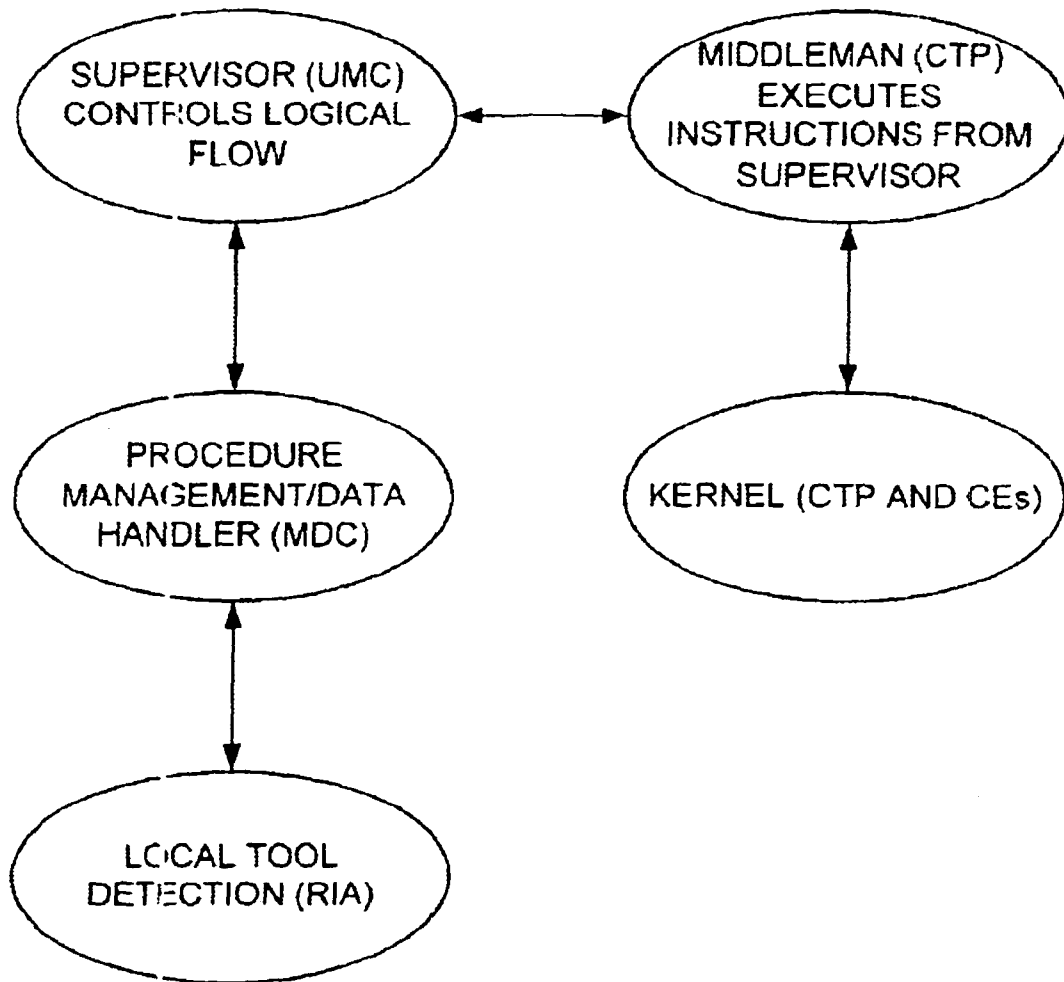 SUPERVISOR (UMC)
CONTROLS LOGICAL
FLOW
MIDDLEMAN (CTP)
EXECUTES
INSTRUCTIONS FROM
SUPERVISOR
PROCEDURE
MANAGEMENT/DATA
HANDLER (MDC)
KERNEL (CTP AND CEs)
LOCAL TOOL
DETECTION (RIA)